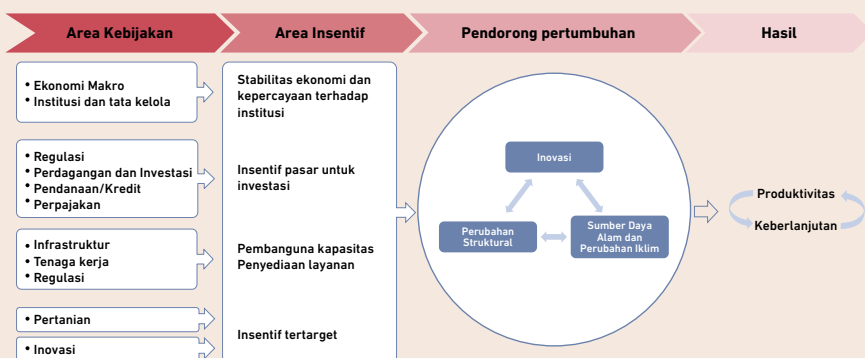 Area Kebijakan
Area Insentif
Pendorong pertumbuhan
Hasil
• Ekonomi Makro
• Institusi dan tata kelola
• Regulasi
• Perdagangan dan Investasi
• Pendanaan/Kredit
• Perpajakan
• Infrastruktur
• Tenaga kerja
• Regulasi
• Pertanian
• Inovasi
Stabilitas ekonomi dan
kepercayaan terhadap
institusi
Insentif pasar untuk
investasi
Pembanguna kapasitas
Penyediaan layanan
Insentif tertarget
Inovasi
Perubahan
Struktural
Sumber Daya
Alam dan
Perubahan Iklim
Produktivitas
Keberlanjutan